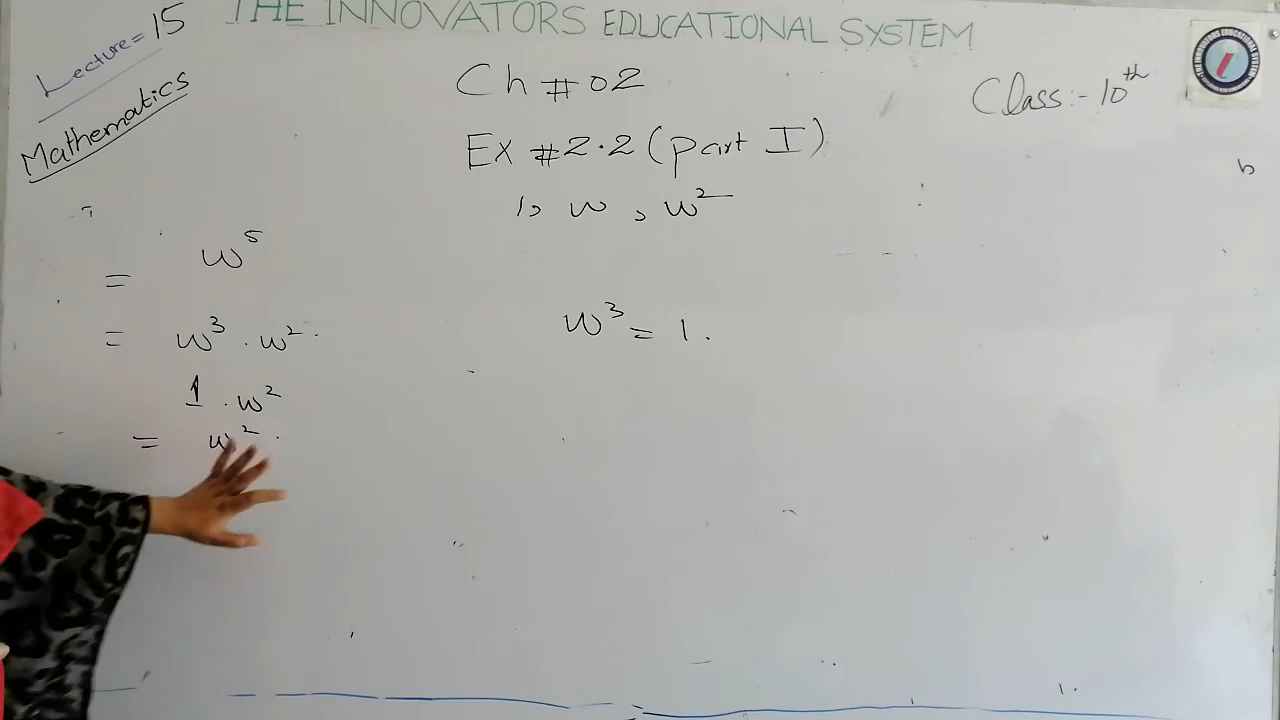 THE INNOVATORS EDUCATIONAL SYSTEM
Lecture = 15
Mathematics
Ch # 02
Class:- 10th
Ex # 2.2 (part I)
1, w, w²
= w⁵
= w³ . w².
w³ = 1.
1 . w²
= w².